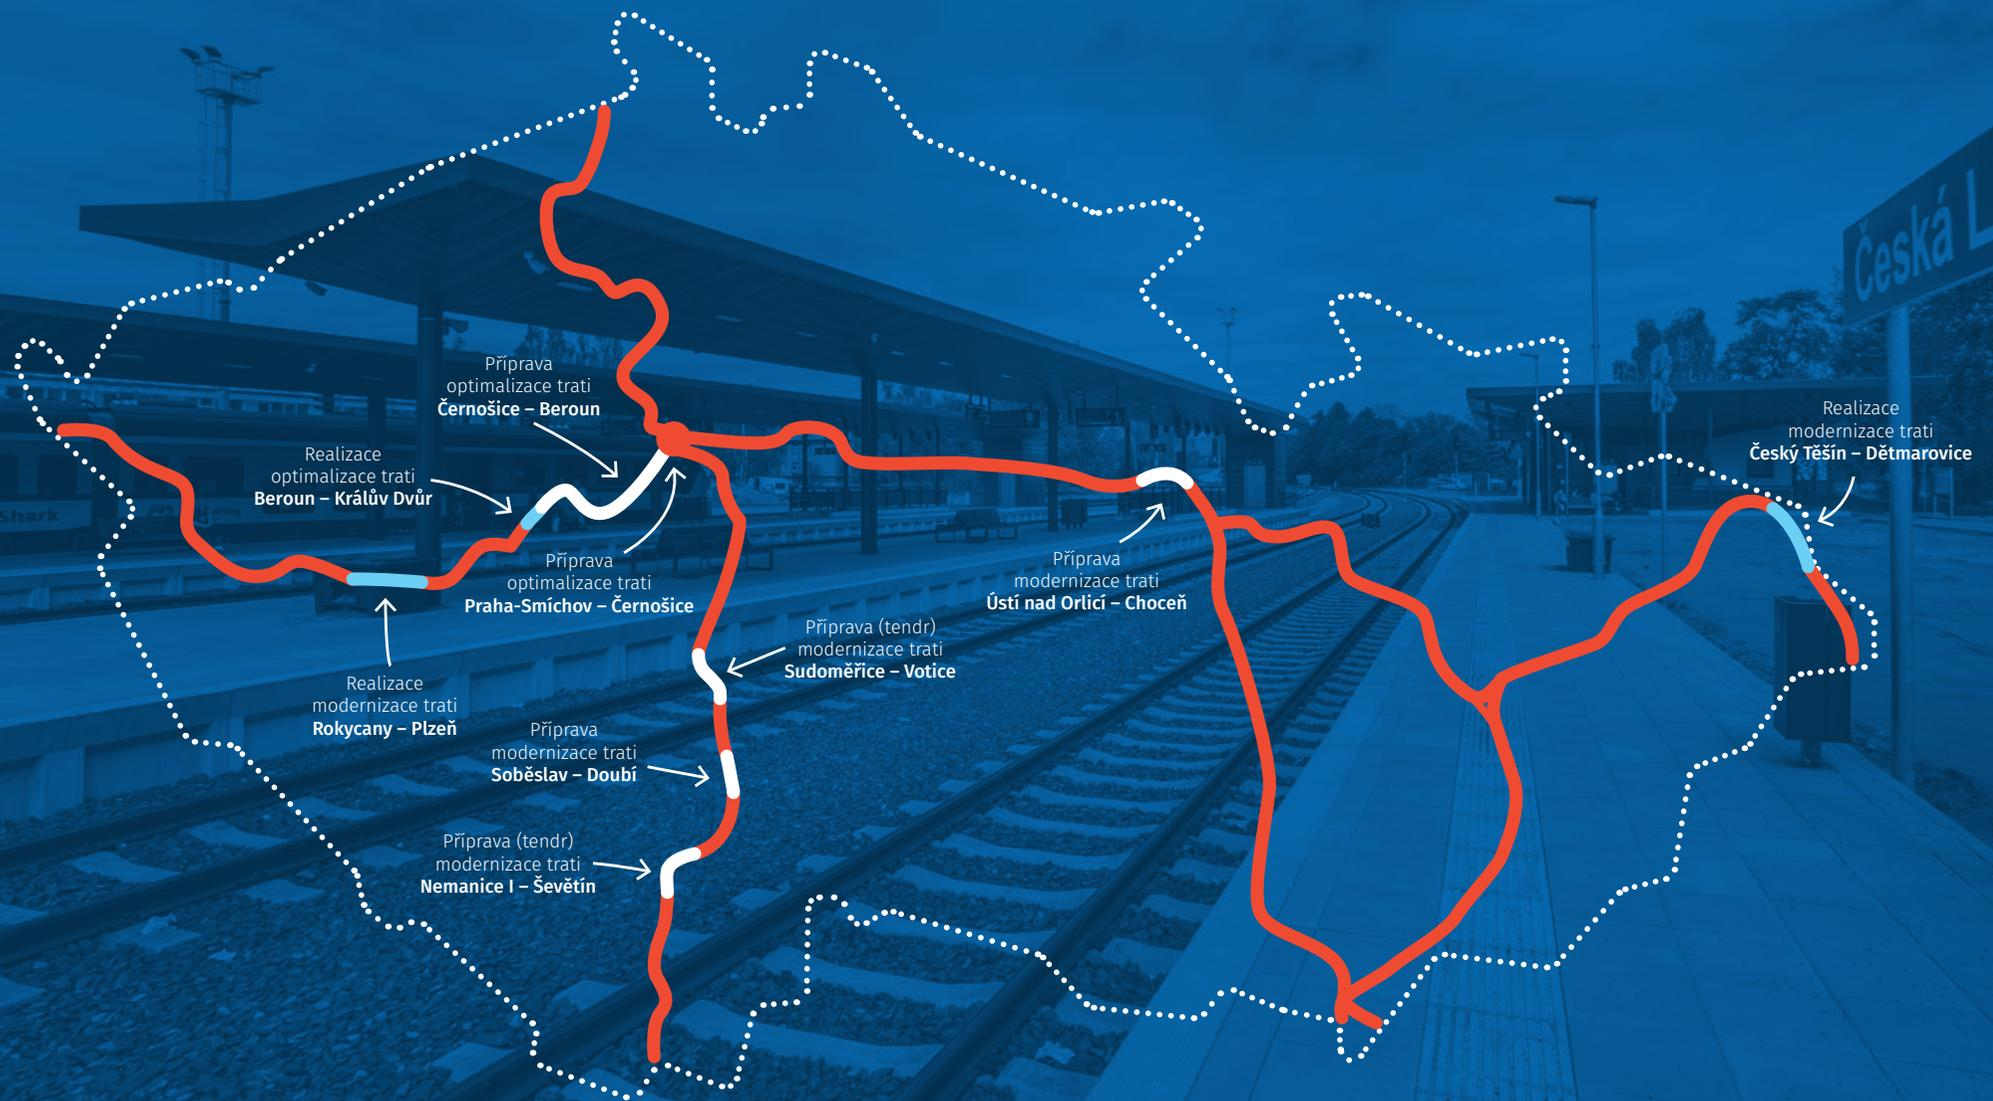 Příprava
optimalizace trati
Černošice – Beroun
Realizace
optimalizace trati
Beroun – Králův Dvůr
Realizace
modernizace trati
Český Těšín – Dětmarovice
Příprava
optimalizace trati
Praha-Smíchov – Černošice
Příprava
modernizace trati
Ústí nad Orlicí – Choceň
Příprava (tendr)
modernizace trati
Sudoměřice – Votice
Realizace
modernizace trati
Rokycany – Plzeň
Příprava
modernizace trati
Soběslav – Doubí
Příprava (tendr)
modernizace trati
Nemanice I – Ševětín
Česká L
Shark